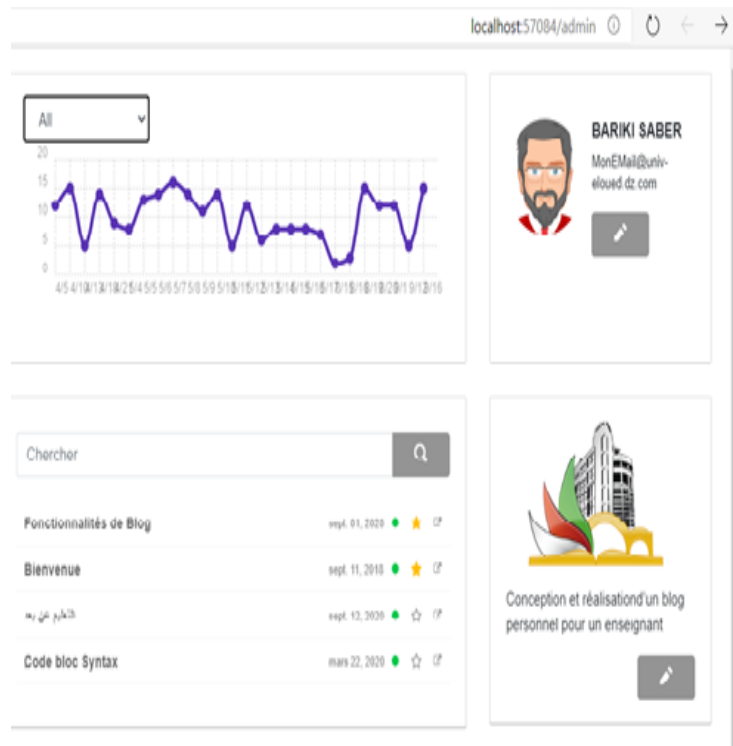 localhost:57084/admin
All
20
15
10
5
0
BARIKI SABER
MonEMail@univ-
eloued.dz.com
Chercher
Fonctionnalités de Blog sept. 01, 2020
Bienvenue sept. 11, 2018
التعليم عن بعد sept. 12, 2020
Code bloc Syntax mars 22, 2020
Conception et réalisationd'un blog
personnel pour un enseignant